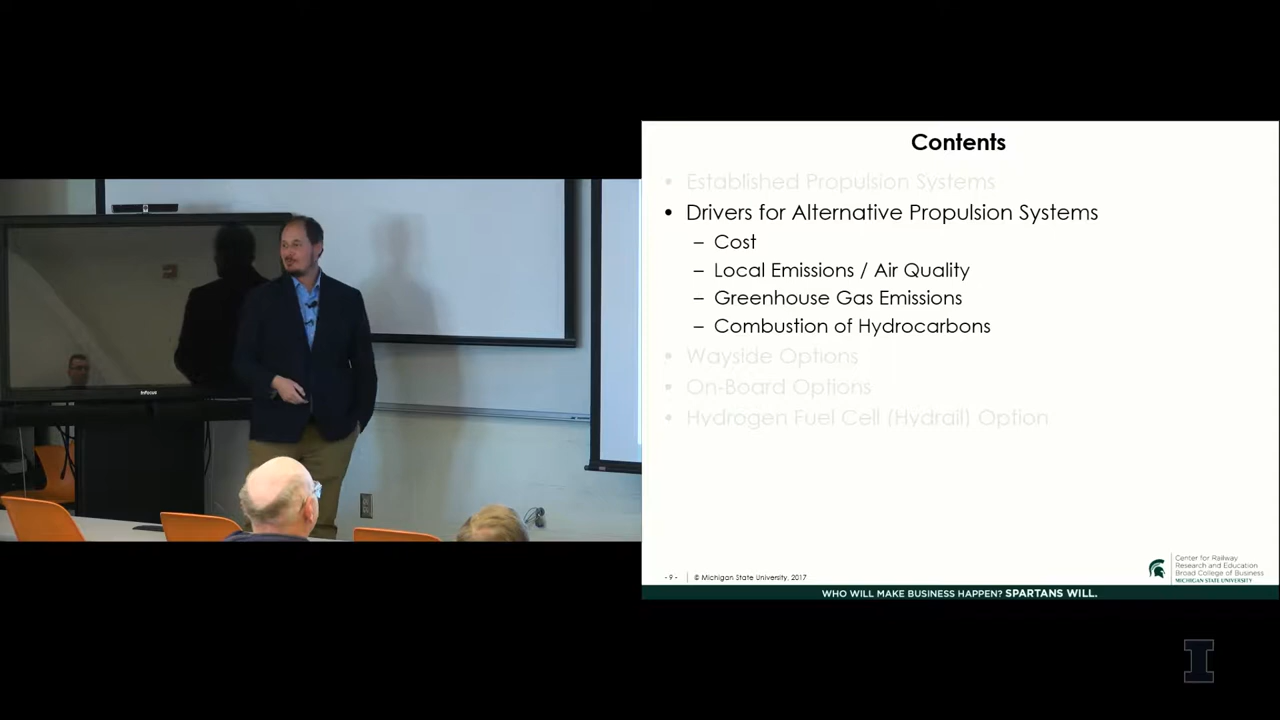 Contents
• Established Propulsion Systems
• Drivers for Alternative Propulsion Systems
– Cost
– Local Emissions / Air Quality
– Greenhouse Gas Emissions
– Combustion of Hydrocarbons
• Wayside Options
• On-Board Options
• Hydrogen Fuel Cell (Hydrail) Option
- 9 -
© Michigan State University, 2017
Center for Railway
Research and Education
Broad College of Business
MICHIGAN STATE UNIVERSITY
WHO WILL MAKE BUSINESS HAPPEN? SPARTANS WILL.
InFocus
I